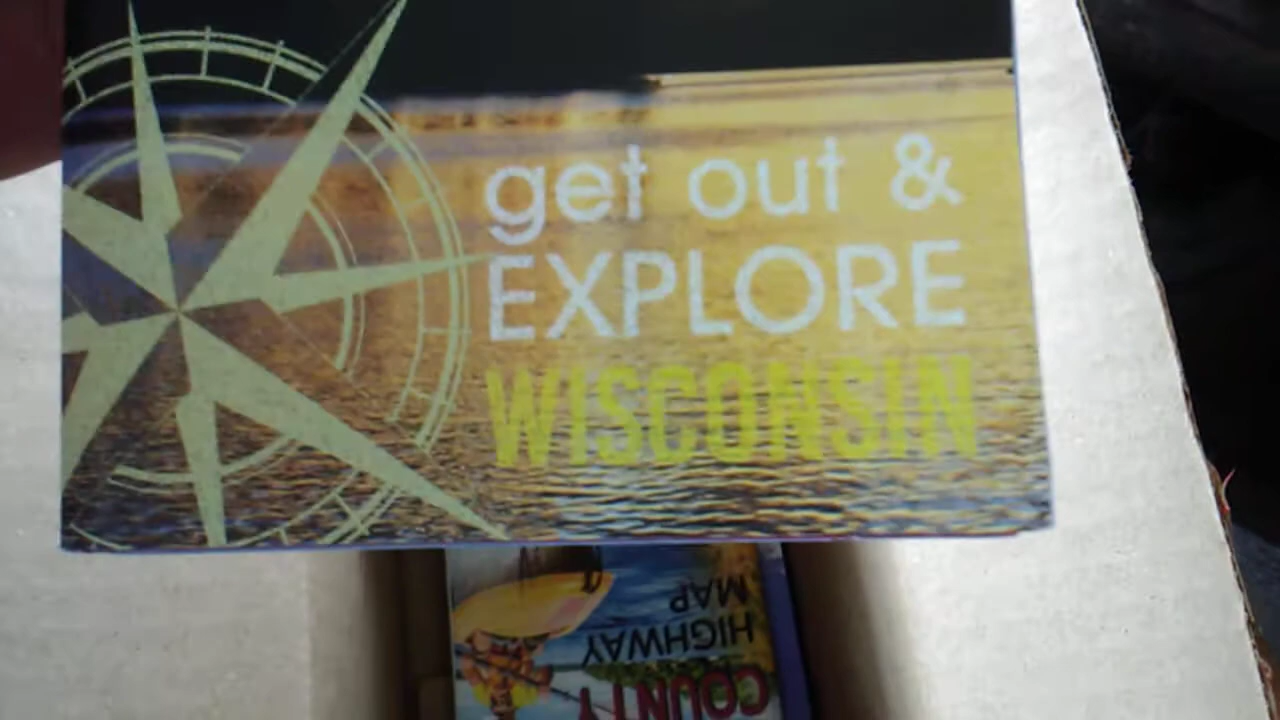 get out &
EXPLORE
WISCONSIN
COUNTY
HIGHWAY
MAP